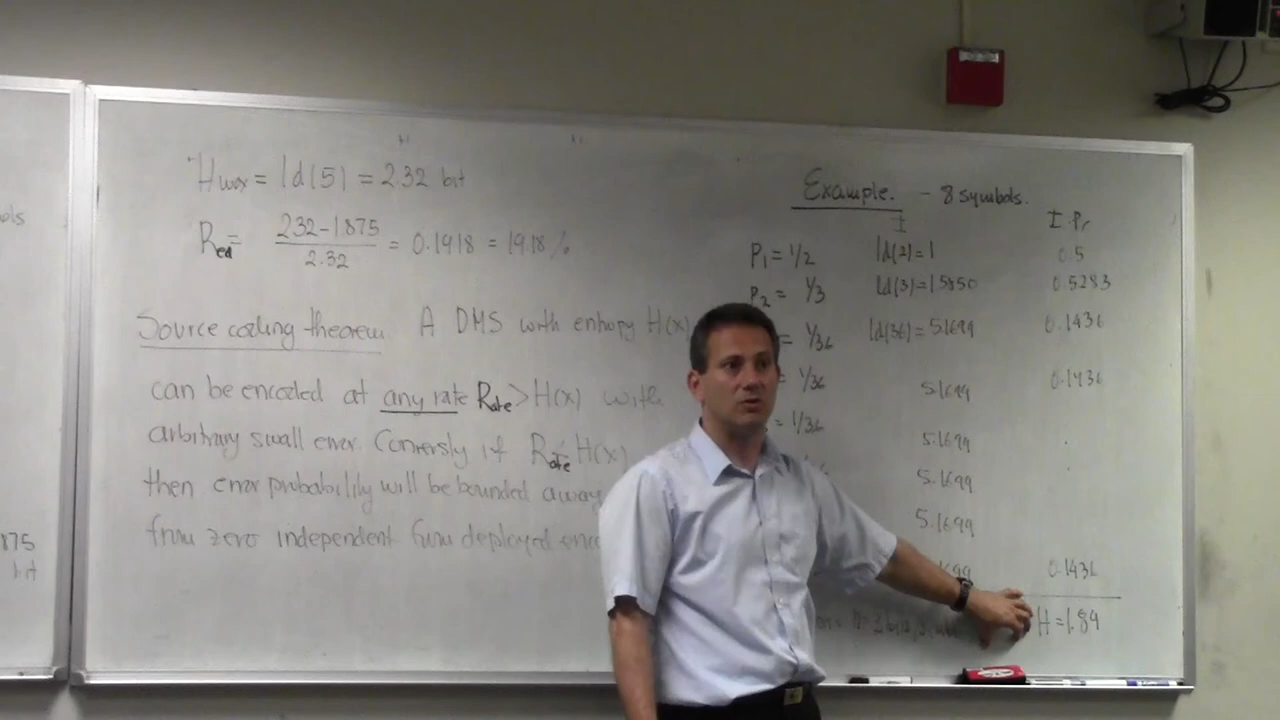 ols
875
bit
Hmax = ld(5) = 2.32 bit
Red = 2.32-1.875 / 2.32 = 0.1918 = 19.18%
Source coding theorem A DMS with entropy H(x)
can be encoded at any rate Rate > H(x) with
arbitrary small error. Conversly if Rate H(x)
then error probability will be bounded away
from zero independent from deployed enc
Example. - 8 symbols.
I I.Pr
P1 = 1/2 ld(2)=1 0.5
P2 = 1/3 ld(3)=1.5850 0.5283
= 1/36 ld(36)=5.1699 0.1436
1/36 5.1699 0.1436
= 1/36 5.1699
5.1699
5.1699
699 0.1436
H=1.84